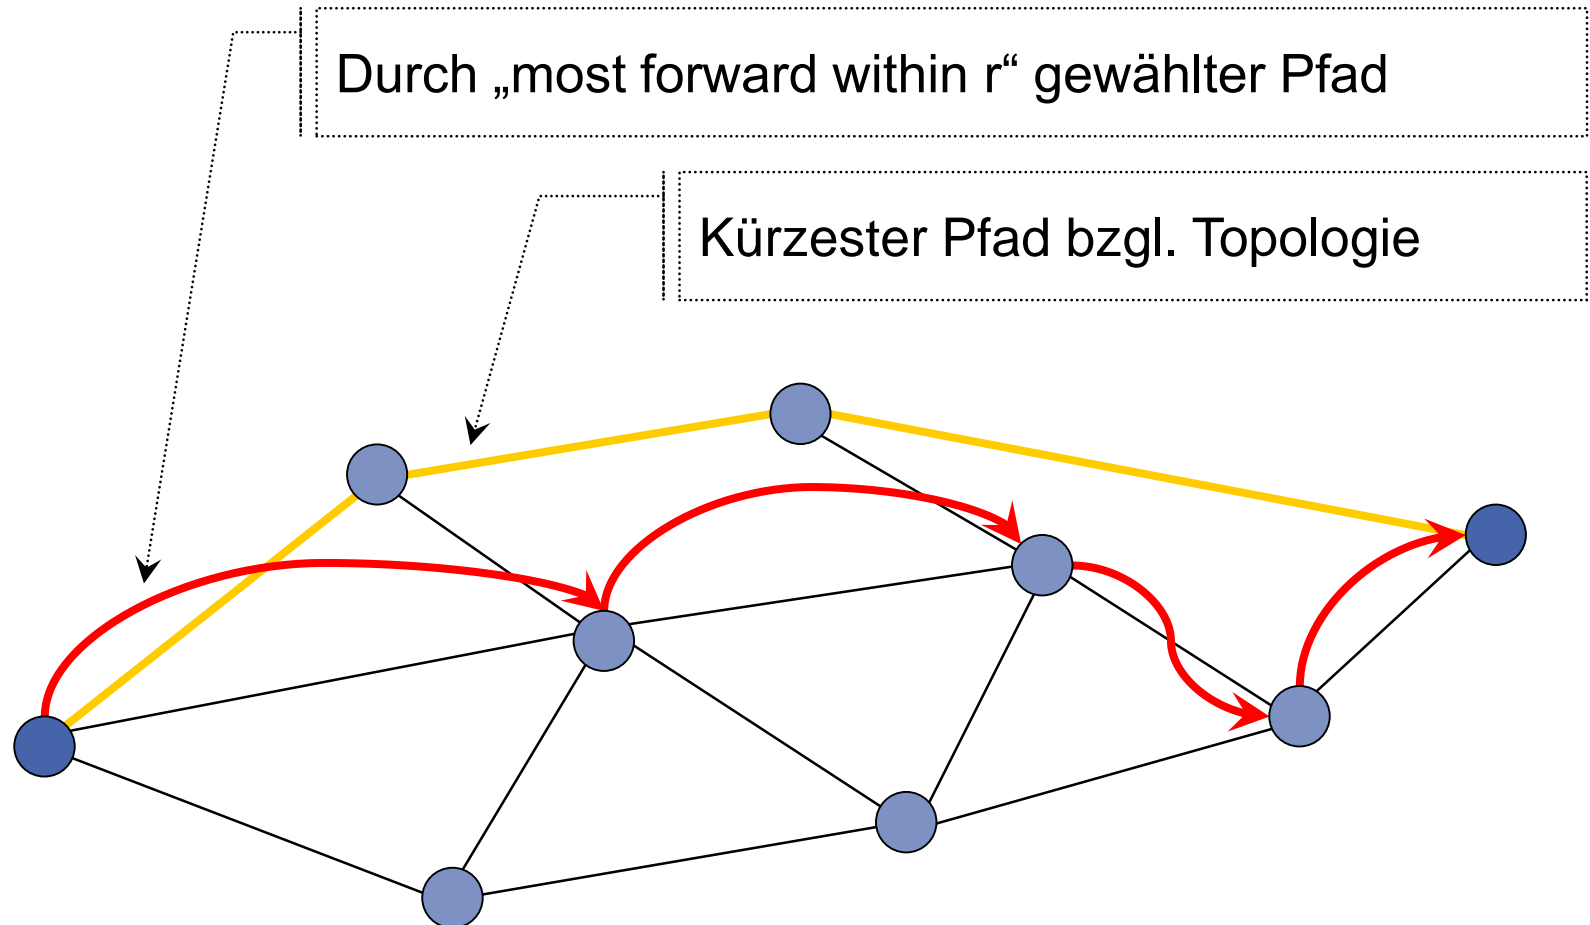 Durch „most forward within r“ gewählter Pfad
Kürzester Pfad bzgl. Topologie